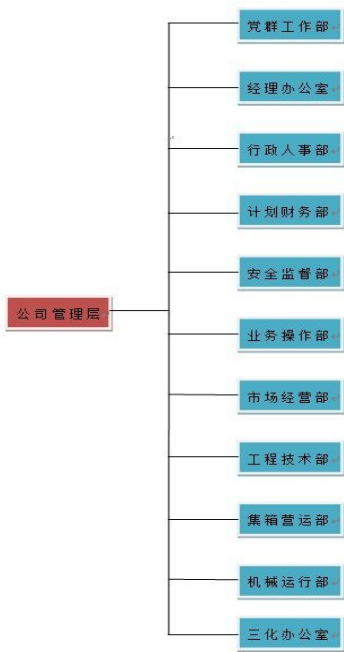 党群工作部
经理办公室
行政人事部
计划财务部
安全监督部
公司管理层
业务操作部
市场经营部
工程技术部
集箱营运部
机械运行部
三化办公室